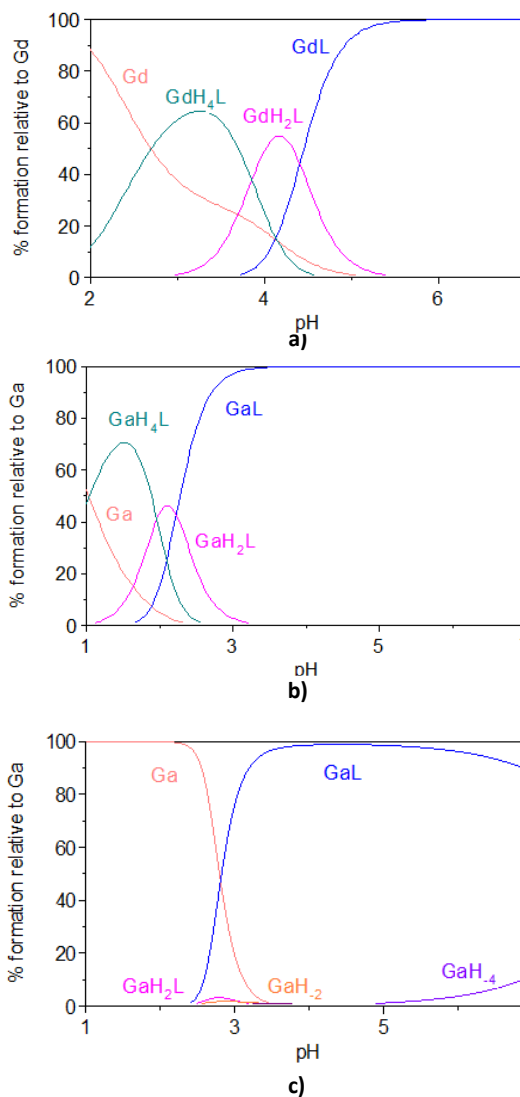 % formation relative to Gd
100
80
60
40
20
0
Gd
GdH4L
GdH2L
GdL
2
4
6
pH
a)
% formation relative to Ga
100
80
60
40
20
0
GaH4L
Ga
GaL
GaH2L
1
3
5
pH
b)
% formation relative to Ga
100
80
60
40
20
0
Ga
GaL
GaH2L
GaH-2
GaH-4
1
3
5
pH
c)